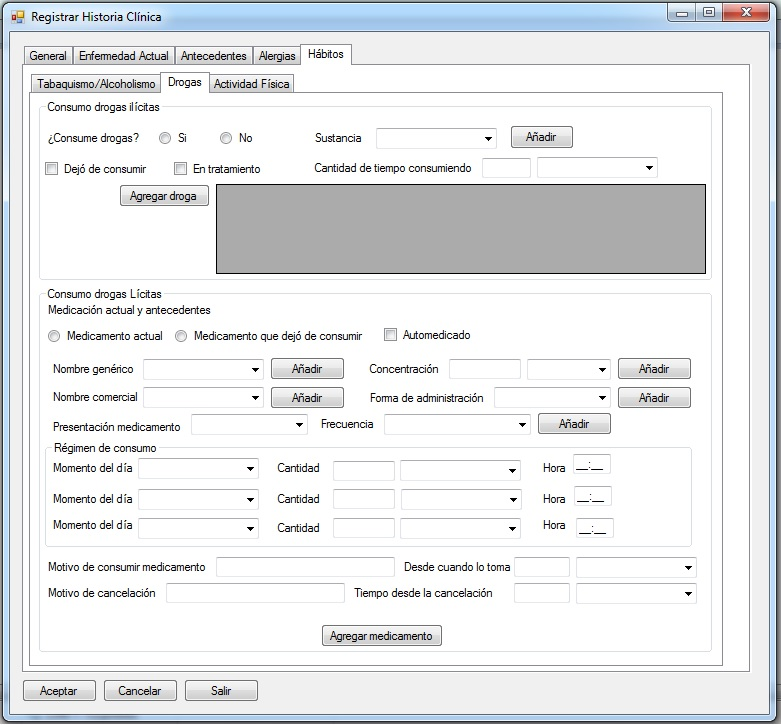 Registrar Historia Clínica
General Enfermedad Actual Antecedentes Alergias Hábitos
Tabaquismo/Alcoholismo Drogas Actividad Física
Consumo drogas ilícitas
¿Consume drogas? Si No Sustancia Añadir
Dejó de consumir En tratamiento Cantidad de tiempo consumiendo
Agregar droga
Consumo drogas Lícitas
Medicación actual y antecedentes
Medicamento actual Medicamento que dejó de consumir Automedicado
Nombre genérico Añadir Concentración Añadir
Nombre comercial Añadir Forma de administración Añadir
Presentación medicamento Frecuencia Añadir
Régimen de consumo
Momento del día Cantidad Hora __:__
Momento del día Cantidad Hora __:__
Momento del día Cantidad Hora __:__
Motivo de consumir medicamento Desde cuando lo toma
Motivo de cancelación Tiempo desde la cancelación
Agregar medicamento
Aceptar Cancelar Salir